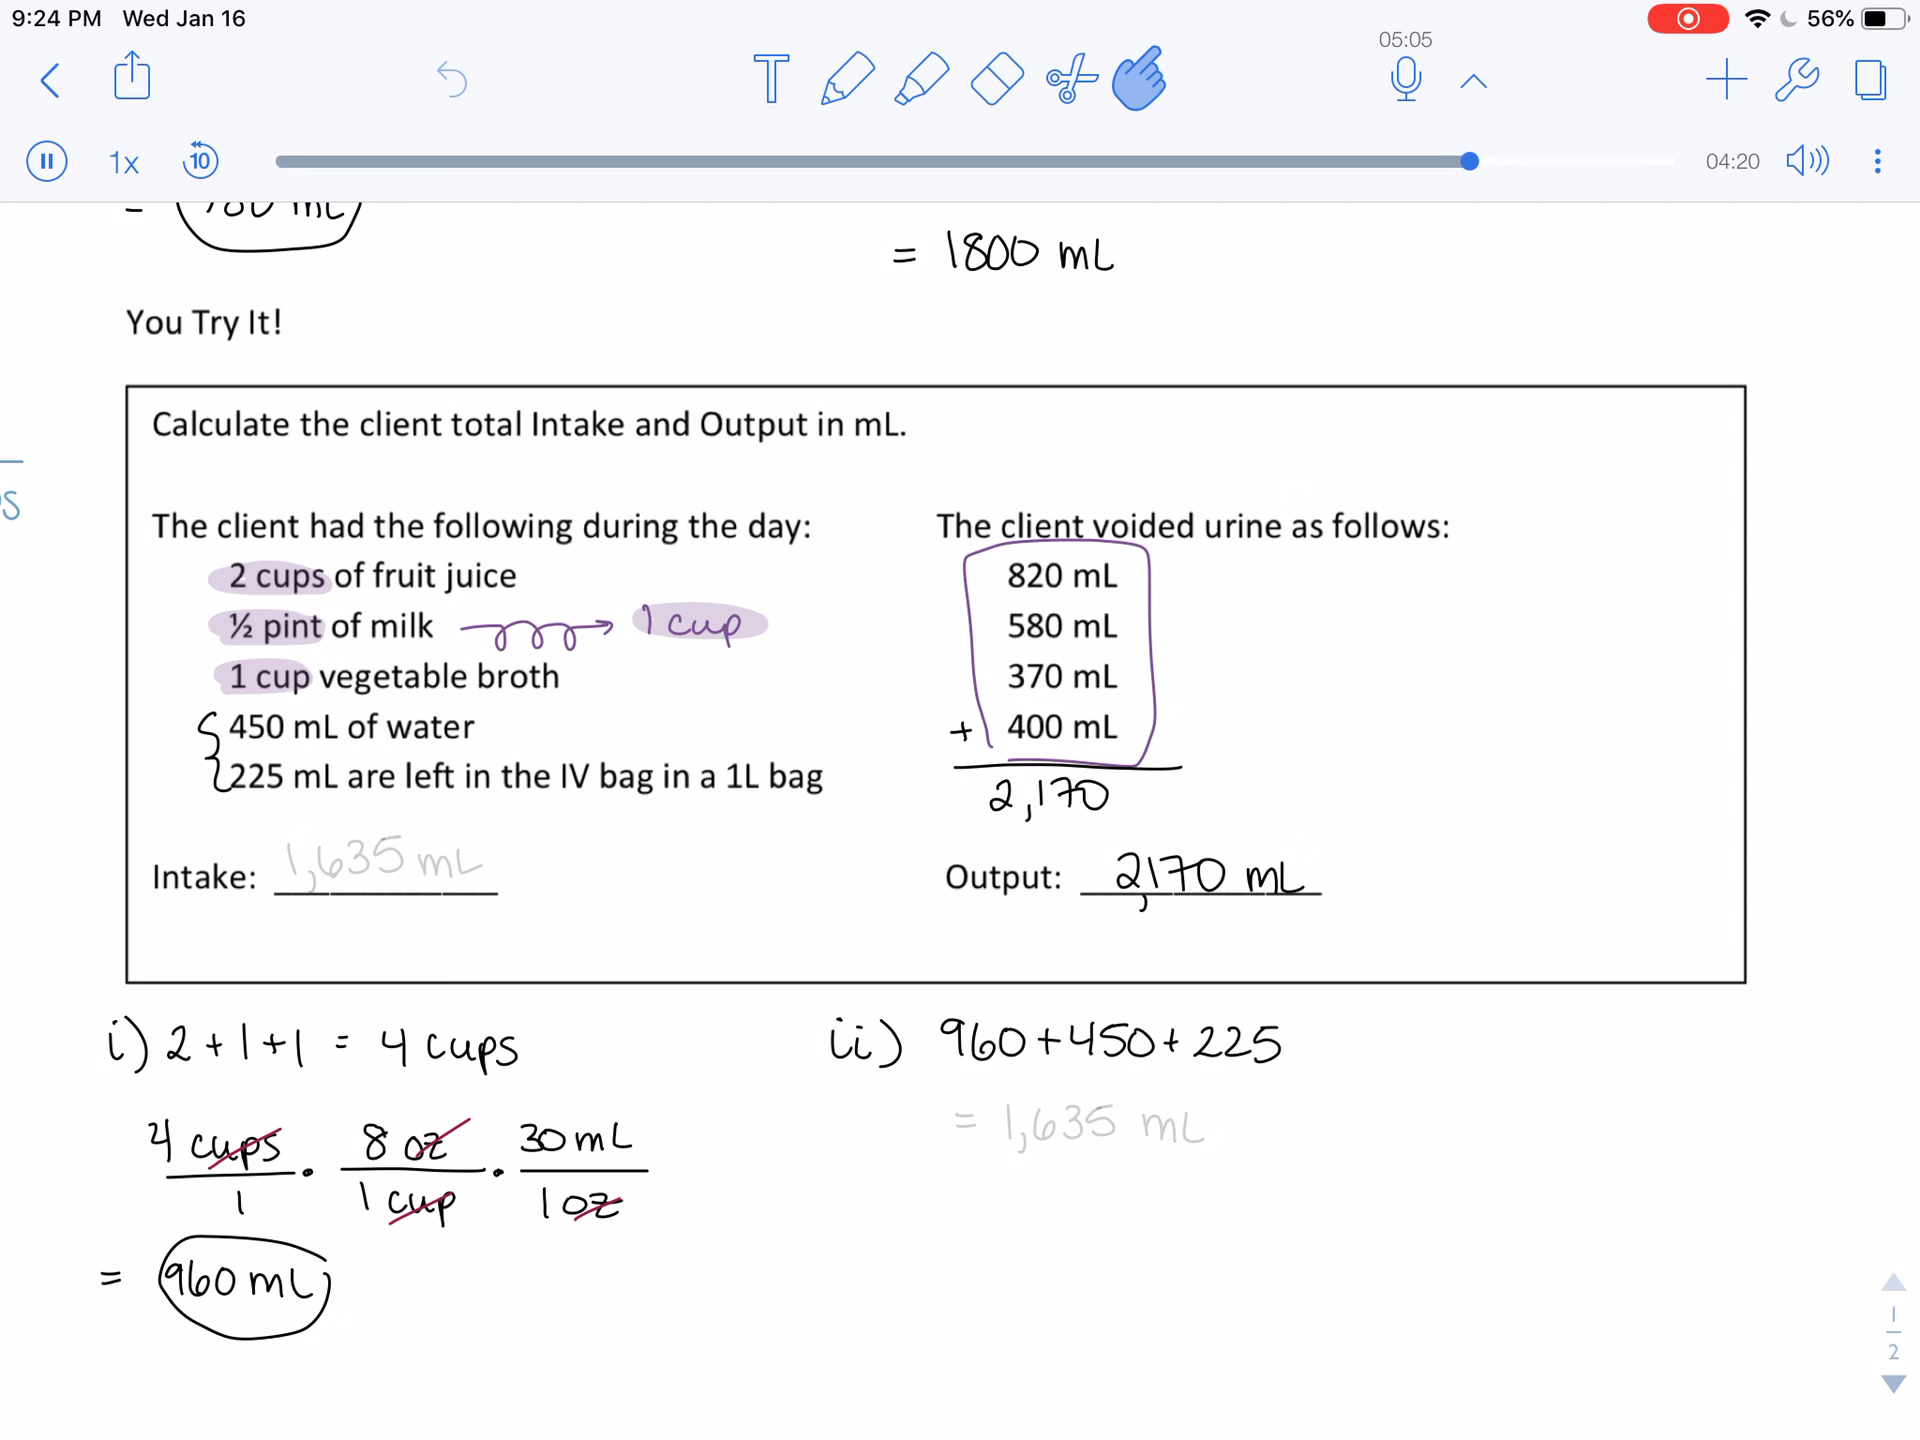 9:24 PM Wed Jan 16
56%
05:05
1x
10
04:20
=
= 1800 mL
You Try It!
Calculate the client total Intake and Output in mL.
The client had the following during the day:
2 cups of fruit juice
½ pint of milk 1 cup
1 cup vegetable broth
450 mL of water
225 mL are left in the IV bag in a 1L bag
Intake: 1,635 mL
The client voided urine as follows:
820 mL
580 mL
370 mL
+ 400 mL
2,170
Output: 2,170 mL
i) 2 + 1 + 1 = 4 cups
4 cups / 1 · 8 oz / 1 cup · 30 mL / 1 oz
= 960 mL
ii) 960 + 450 + 225
= 1,635 mL
1
2